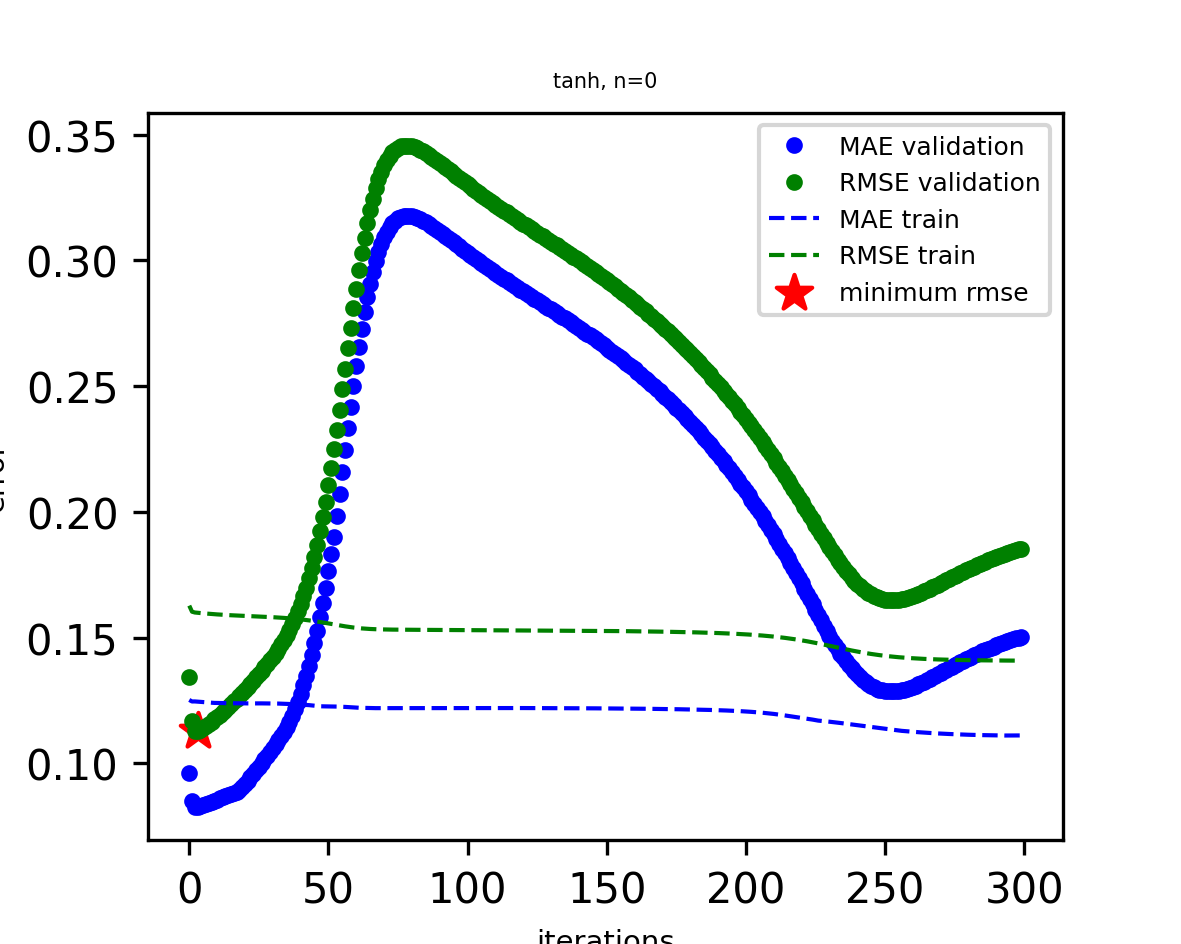 tanh, n=0
0.35
0.30
0.25
0.20
0.15
0.10
MAE validation
RMSE validation
MAE train
RMSE train
minimum rmse
0 50 100 150 200 250 300
iterations